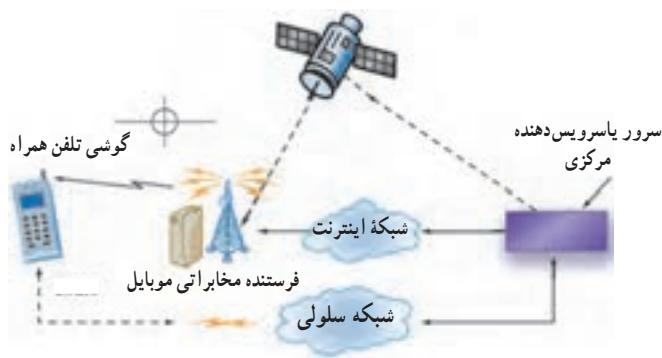 سرور یاسرویس‌دهنده
مرکزی
گوشی تلفن همراه
شبکهٔ اینترنت
فرستنده مخابراتی موبایل
شبکه سلولی